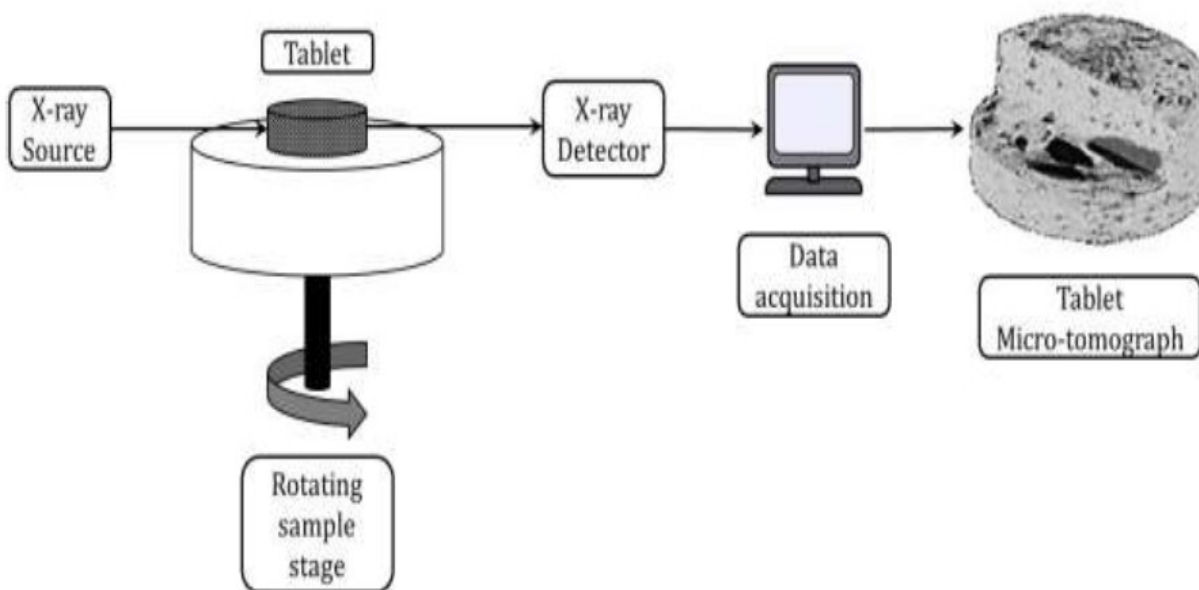 Tablet
X-ray
Source
X-ray
Detector
Data
acquisition
Tablet
Micro-tomograph
Rotating
sample
stage